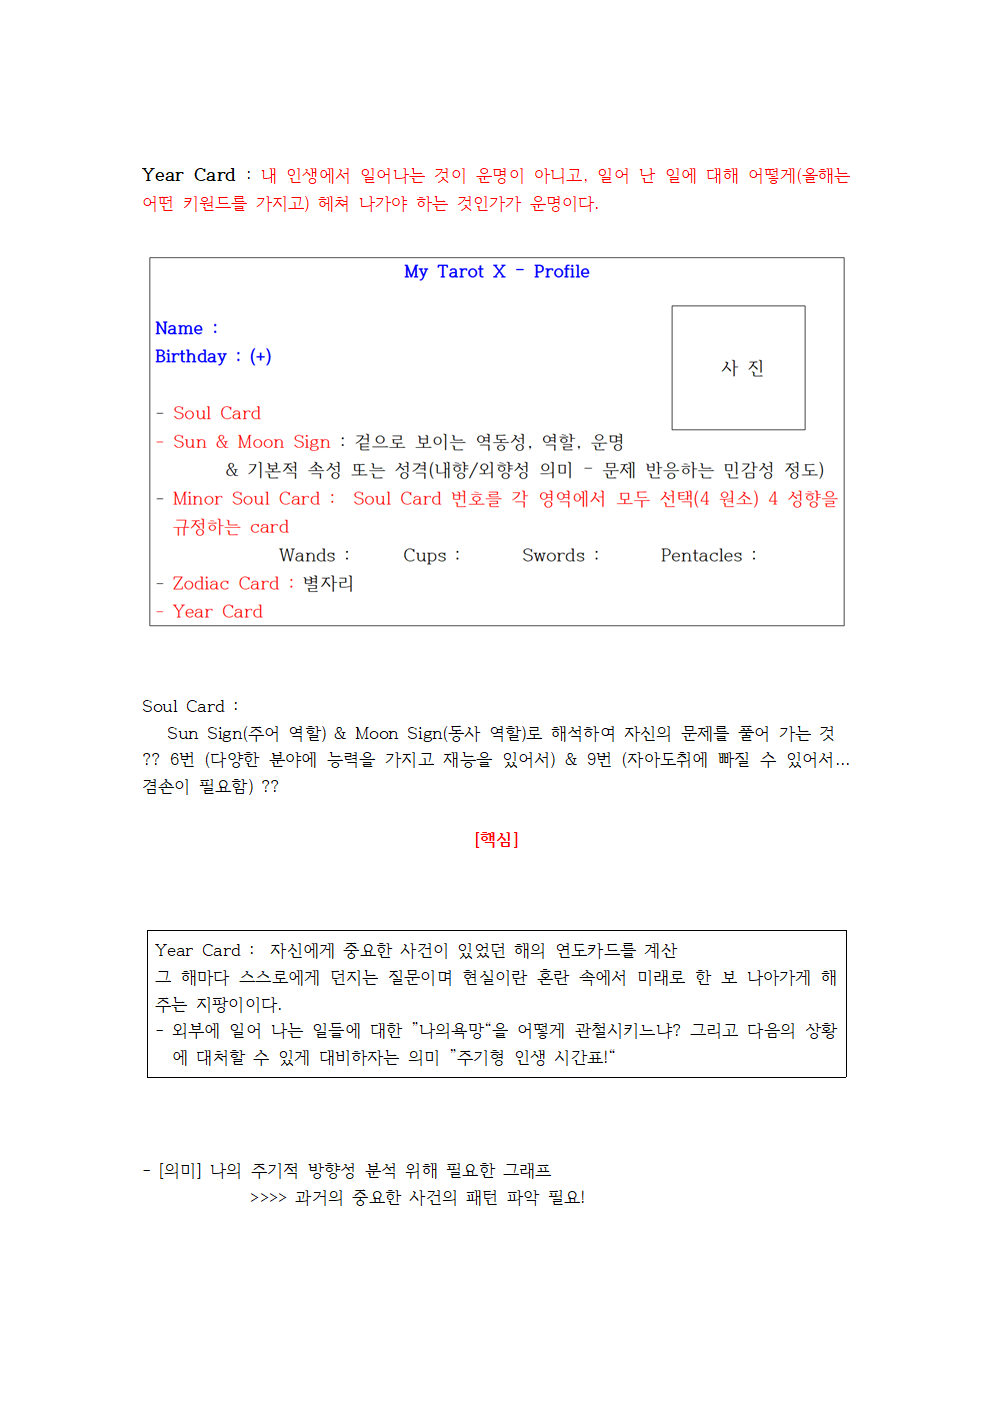 Year Card : 내 인생에서 일어나는 것이 운명이 아니고, 일어 난 일에 대해 어떻게(올해는
어떤 키원드를 가지고) 헤쳐 나가야 하는 것인가가 운명이다.
My Tarot X - Profile
Name :
Birthday : (+)
사 진
- Soul Card
- Sun & Moon Sign : 겉으로 보이는 역동성, 역할, 운명
& 기본적 속성 또는 성격(내향/외향성 의미 - 문제 반응하는 민감성 정도)
- Minor Soul Card : Soul Card 번호를 각 영역에서 모두 선택(4 원소) 4 성향을
규정하는 card
Wands : Cups : Swords : Pentacles :
- Zodiac Card : 별자리
- Year Card
Soul Card :
Sun Sign(주어 역할) & Moon Sign(동사 역할)로 해석하여 자신의 문제를 풀어 가는 것
?? 6번 (다양한 분야에 능력을 가지고 재능을 있어서) & 9번 (자아도취에 빠질 수 있어서...
겸손이 필요함) ??
[핵심]
Year Card : 자신에게 중요한 사건이 있었던 해의 연도카드를 계산
그 해마다 스스로에게 던지는 질문이며 현실이란 혼란 속에서 미래로 한 보 나아가게 해
주는 지팡이이다.
- 외부에 일어 나는 일들에 대한 ”나의욕망“을 어떻게 관철시키느냐? 그리고 다음의 상황
에 대처할 수 있게 대비하자는 의미 ”주기형 인생 시간표!“
- [의미] 나의 주기적 방향성 분석 위해 필요한 그래프
>>>> 과거의 중요한 사건의 패턴 파악 필요!